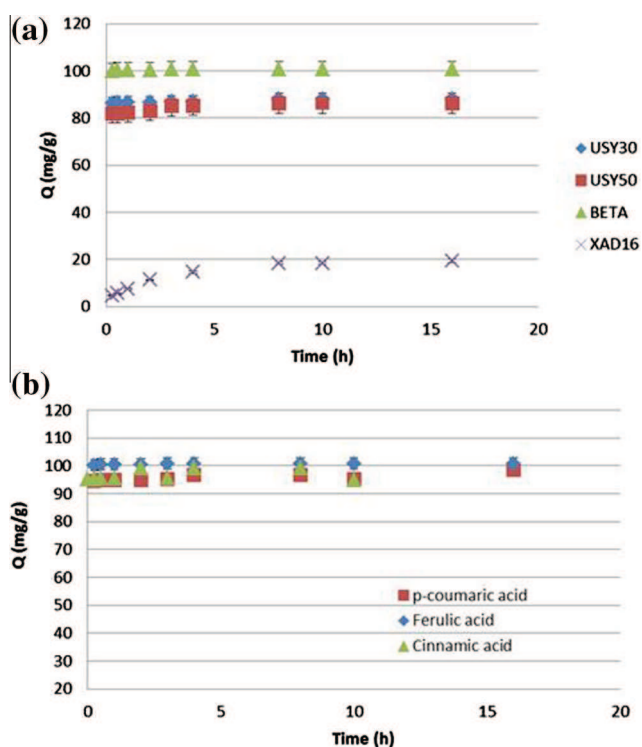 (a)
120
100
80
60
40
20
0
Q (mg/g)
0 5 10 15 20
Time (h)
USY30
USY50
BETA
XAD16
(b)
120
110
100
90
80
70
60
50
40
30
20
Q (mg/g)
p-coumaric acid
Ferulic acid
Cinnamic acid
0 5 10 15 20
Time (h)